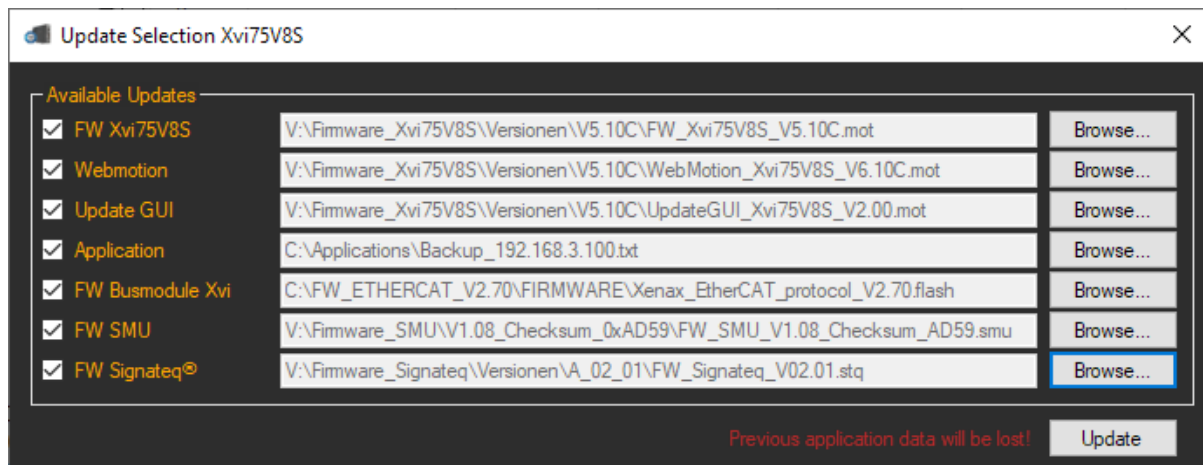 Update Selection Xvi75V8S
Available Updates
FW Xvi75V8S V:\Firmware_Xvi75V8S\Versionen\V5.10C\FW_Xvi75V8S_V5.10C.mot Browse...
Webmotion V:\Firmware_Xvi75V8S\Versionen\V5.10C\WebMotion_Xvi75V8S_V6.10C.mot Browse...
Update GUI V:\Firmware_Xvi75V8S\Versionen\V5.10C\UpdateGUI_Xvi75V8S_V2.00.mot Browse...
Application C:\Applications\Backup_192.168.3.100.txt Browse...
FW Busmodule Xvi C:\FW_ETHERCAT_V2.70\FIRMWARE\Xenax_EtherCAT_protocol_V2.70.flash Browse...
FW SMU V:\Firmware_SMU\V1.08_Checksum_0xAD59\FW_SMU_V1.08_Checksum_AD59.smu Browse...
FW Signateq® V:\Firmware_Signateq\Versionen\A_02_01\FW_Signateq_V02.01.stq Browse...
Previous application data will be lost! Update